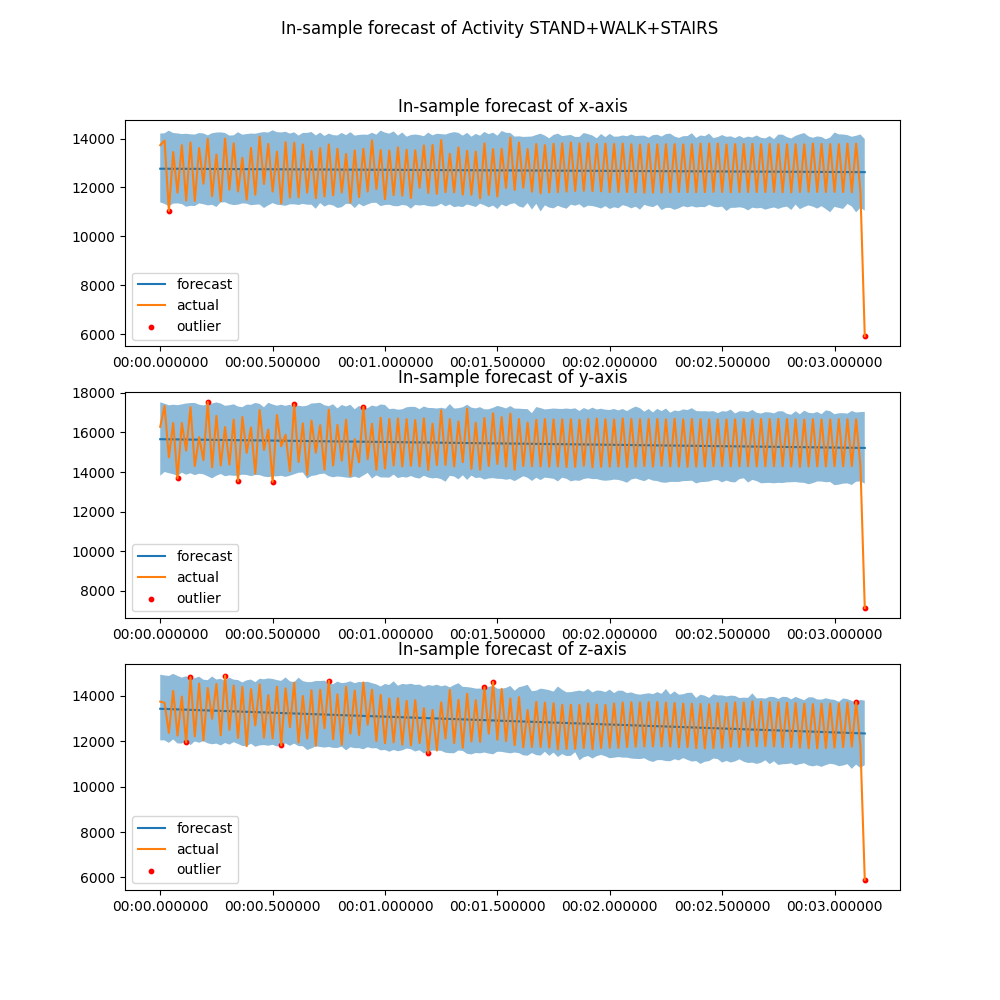 In-sample forecast of Activity STAND+WALK+STAIRS
In-sample forecast of x-axis
14000
12000
10000
8000
6000
forecast
actual
outlier
00:00.000000 00:00.500000 00:01.000000 00:01.500000 00:02.000000 00:02.500000 00:03.000000
In-sample forecast of y-axis
18000
16000
14000
12000
10000
8000
forecast
actual
outlier
00:00.000000 00:00.500000 00:01.000000 00:01.500000 00:02.000000 00:02.500000 00:03.000000
In-sample forecast of z-axis
14000
12000
10000
8000
6000
forecast
actual
outlier
00:00.000000 00:00.500000 00:01.000000 00:01.500000 00:02.000000 00:02.500000 00:03.000000